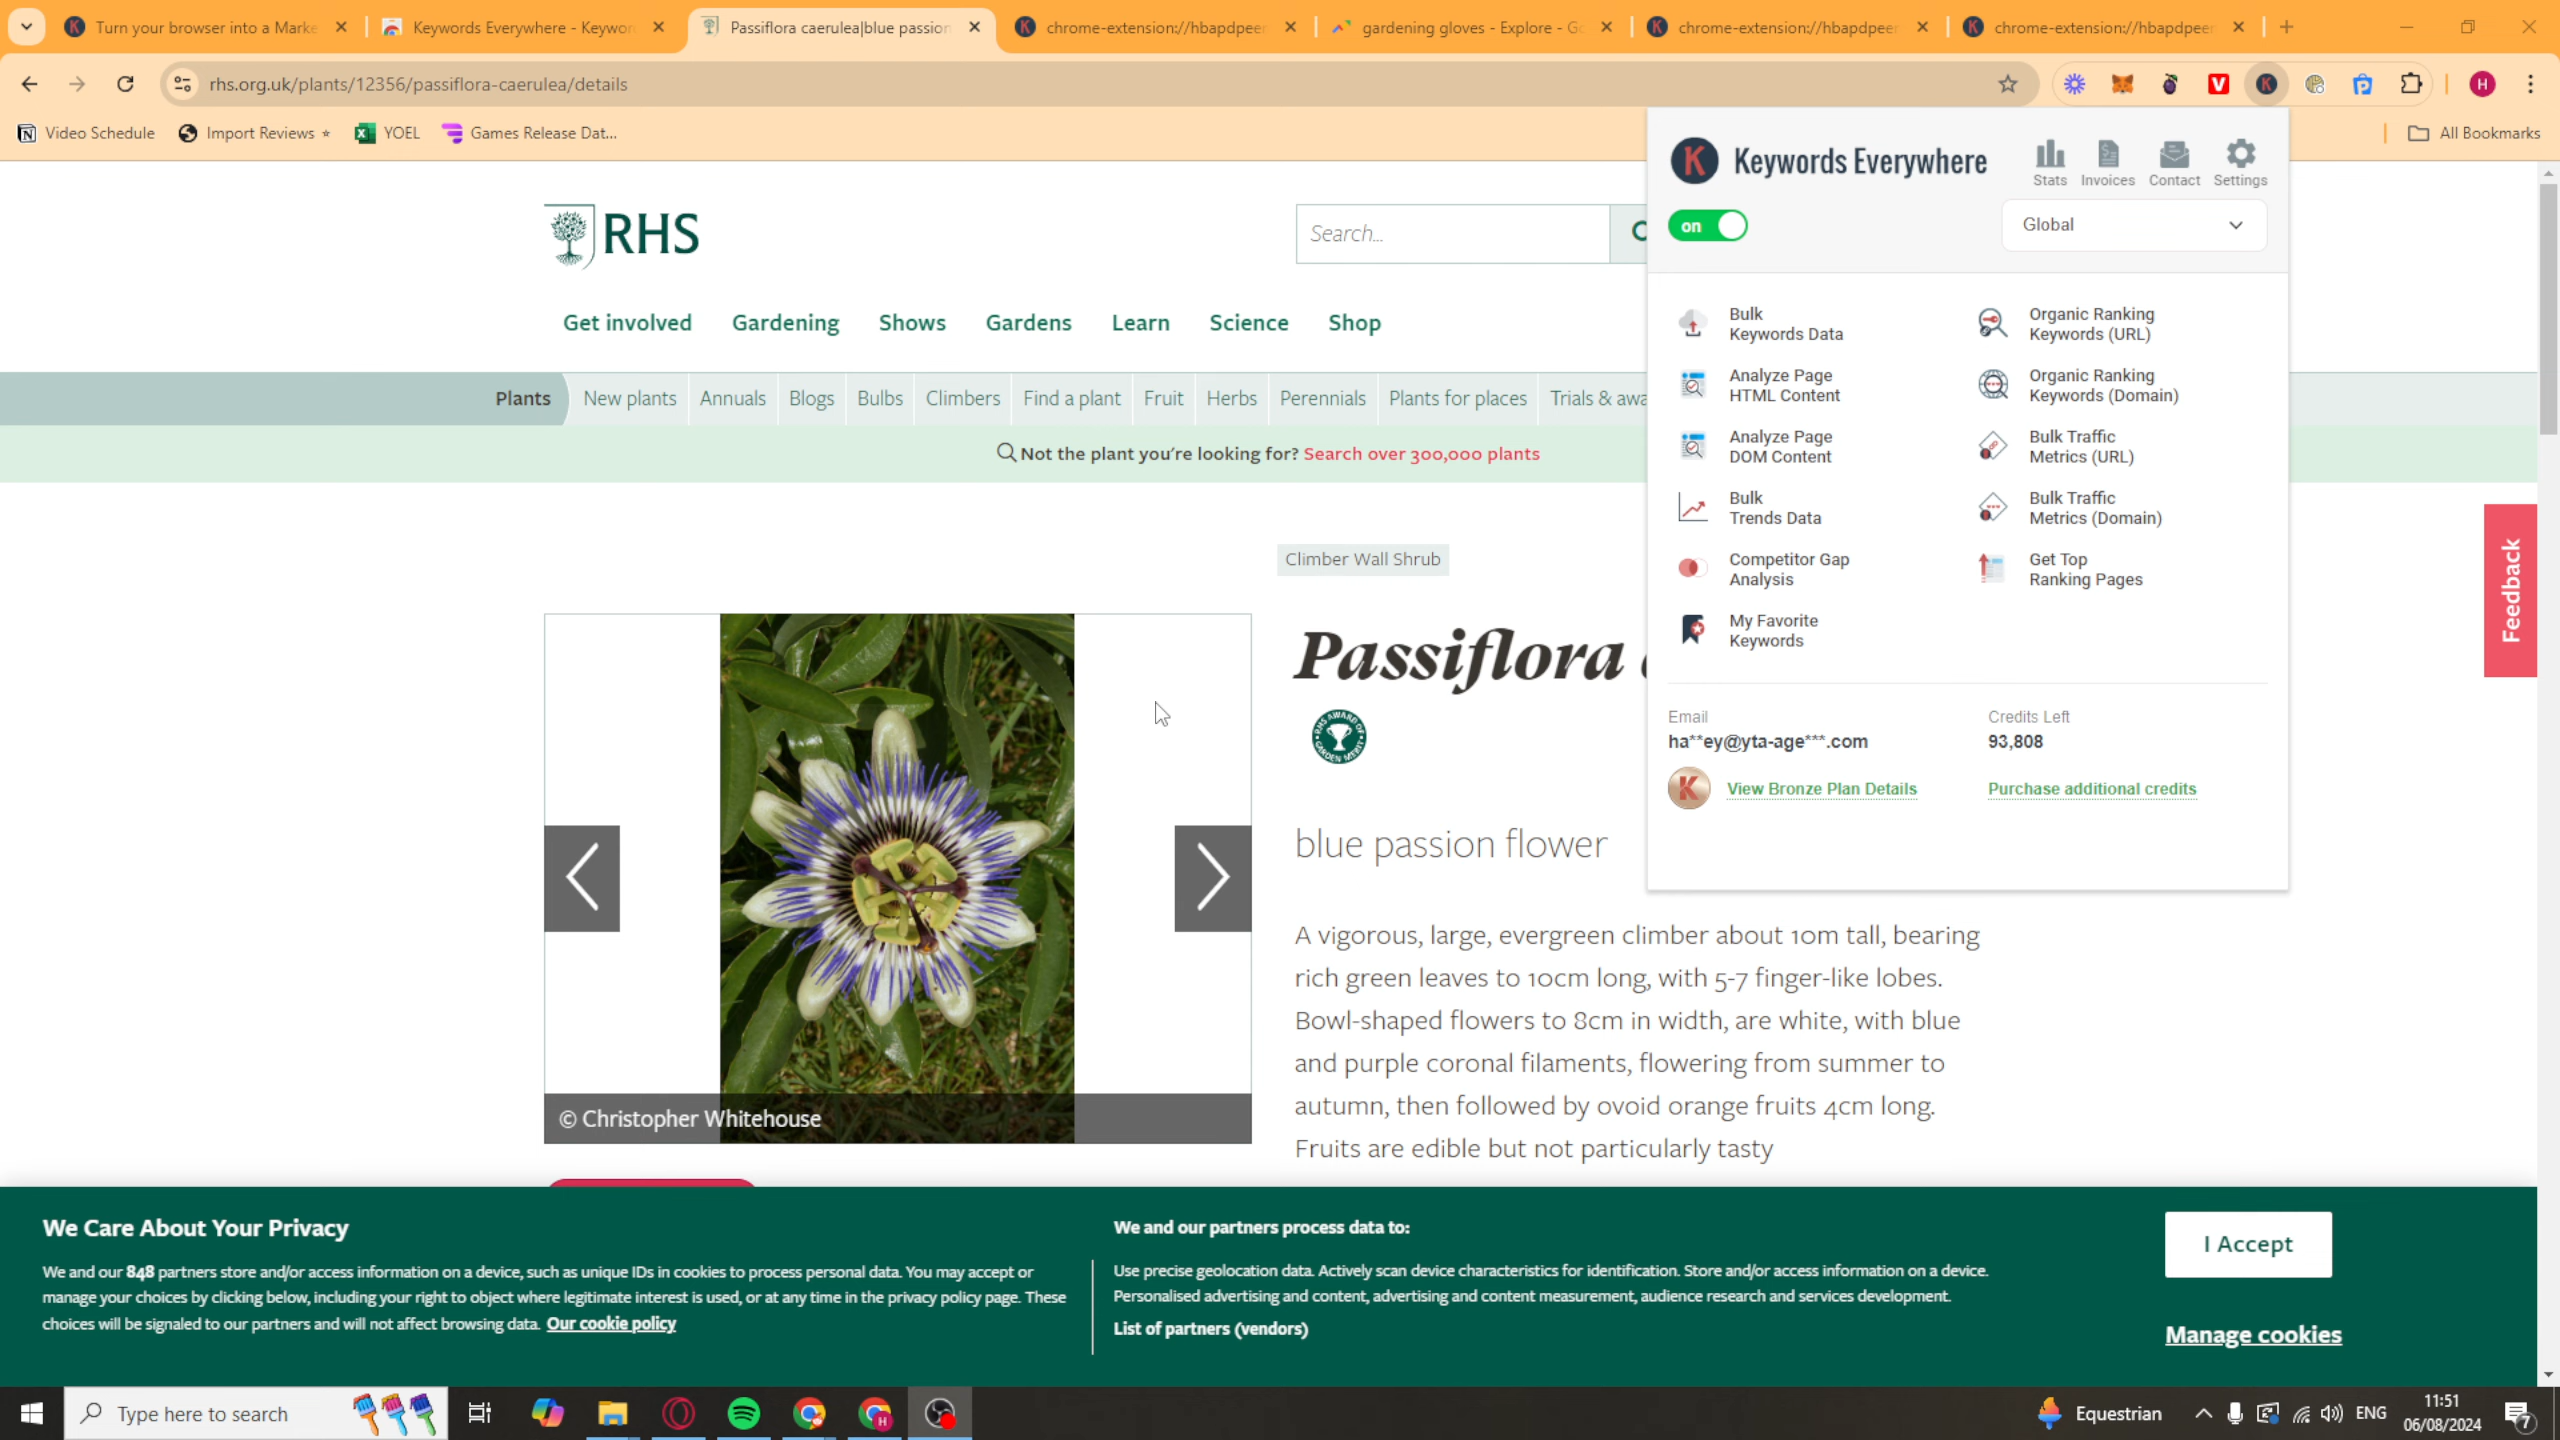 Turn your browser into a Marke
Keywords Everywhere - Keywor
Passiflora caerulea|blue passion
chrome-extension://hbapdpeer
gardening gloves - Explore - Go
chrome-extension://hbapdpeer
chrome-extension://hbapdpeer
rhs.org.uk/plants/12356/passiflora-caerulea/details
H
Video Schedule
Import Reviews
YOEL
Games Release Dat...
All Bookmarks
RHS
Search...
Get involved
Gardening
Shows
Gardens
Learn
Science
Shop
Plants
New plants
Annuals
Blogs
Bulbs
Climbers
Find a plant
Fruit
Herbs
Perennials
Plants for places
Trials & awa
Not the plant you're looking for? Search over 300,000 plants
K Keywords Everywhere
Stats
Invoices
Contact
Settings
on
Global
Bulk
Keywords Data
Organic Ranking
Keywords (URL)
Analyze Page
HTML Content
Organic Ranking
Keywords (Domain)
Analyze Page
DOM Content
Bulk Traffic
Metrics (URL)
Bulk
Trends Data
Bulk Traffic
Metrics (Domain)
Competitor Gap
Analysis
Get Top
Ranking Pages
My Favorite
Keywords
Email
ha**ey@yta-age***.com
Credits Left
93,808
View Bronze Plan Details
Purchase additional credits
Feedback
Climber Wall Shrub
Passiflora
RHS AWARD OF GARDEN MERIT
blue passion flower
A vigorous, large, evergreen climber about 10m tall, bearing
rich green leaves to 10cm long, with 5-7 finger-like lobes.
Bowl-shaped flowers to 8cm in width, are white, with blue
and purple coronal filaments, flowering from summer to
autumn, then followed by ovoid orange fruits 4cm long.
Fruits are edible but not particularly tasty
© Christopher Whitehouse
We Care About Your Privacy
We and our 848 partners store and/or access information on a device, such as unique IDs in cookies to process personal data. You may accept or
manage your choices by clicking below, including your right to object where legitimate interest is used, or at any time in the privacy policy page. These
choices will be signaled to our partners and will not affect browsing data. Our cookie policy
We and our partners process data to:
Use precise geolocation data. Actively scan device characteristics for identification. Store and/or access information on a device.
Personalised advertising and content, advertising and content measurement, audience research and services development.
List of partners (vendors)
I Accept
Manage cookies
Type here to search
Equestrian
ENG
11:51
06/08/2024
7